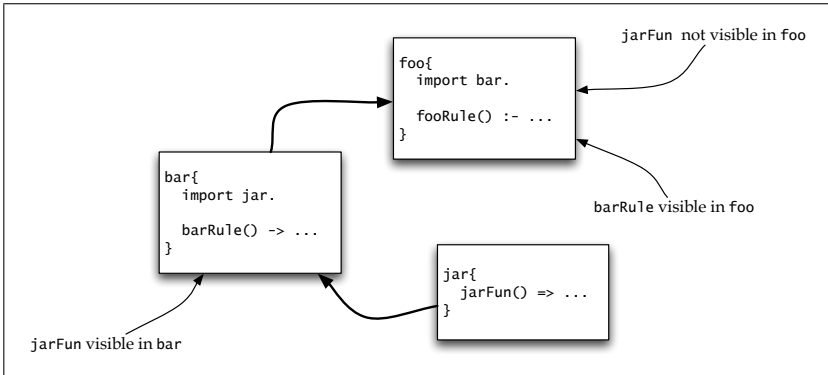 jarFun not visible in foo
foo{
import bar.
fooRule() :- ...
}
barRule visible in foo
bar{
import jar.
barRule() -> ...
}
jar{
jarFun() => ...
}
jarFun visible in bar